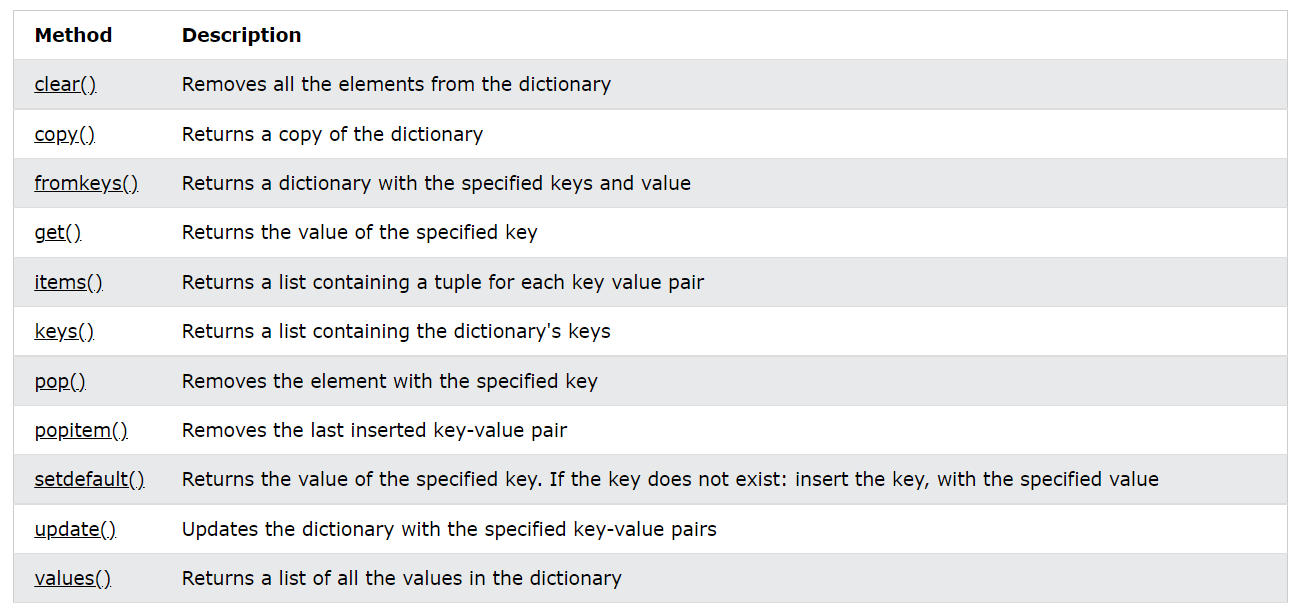 Method Description
clear() Removes all the elements from the dictionary
copy() Returns a copy of the dictionary
fromkeys() Returns a dictionary with the specified keys and value
get() Returns the value of the specified key
items() Returns a list containing a tuple for each key value pair
keys() Returns a list containing the dictionary's keys
pop() Removes the element with the specified key
popitem() Removes the last inserted key-value pair
setdefault() Returns the value of the specified key. If the key does not exist: insert the key, with the specified value
update() Updates the dictionary with the specified key-value pairs
values() Returns a list of all the values in the dictionary